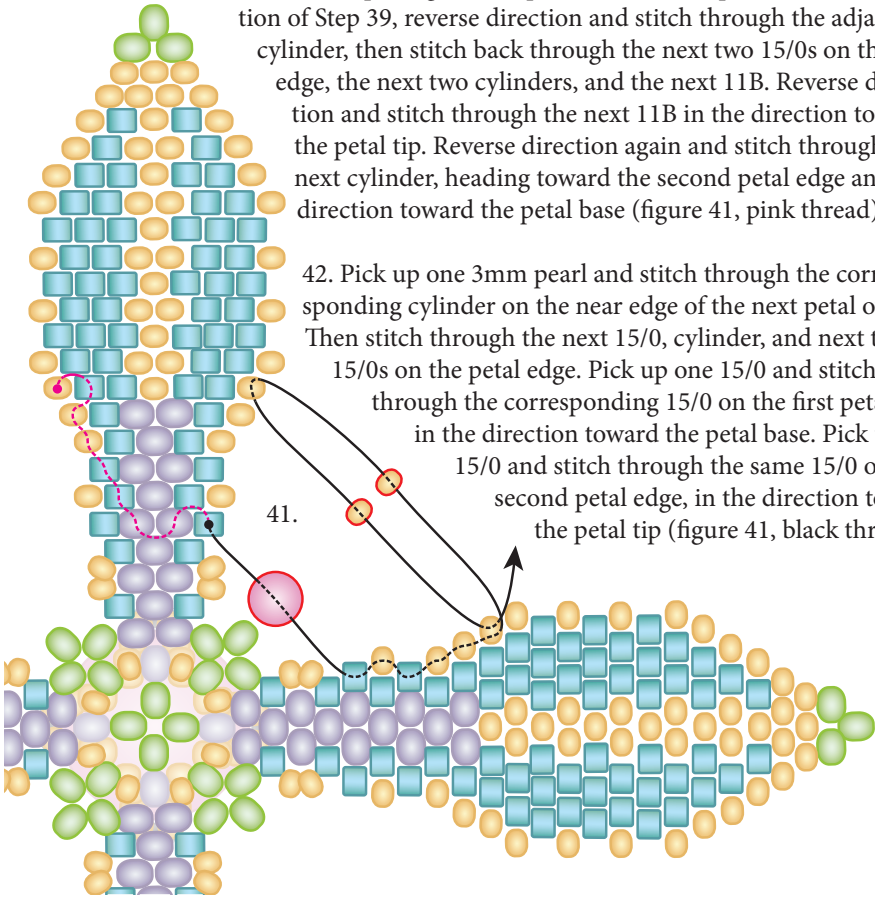 tion of Step 39, reverse direction and stitch through the adja
cylinder, then stitch back through the next two 15/0s on th
edge, the next two cylinders, and the next 11B. Reverse d
tion and stitch through the next 11B in the direction to
the petal tip. Reverse direction again and stitch through
next cylinder, heading toward the second petal edge an
direction toward the petal base (figure 41, pink thread)
42. Pick up one 3mm pearl and stitch through the corr
sponding cylinder on the near edge of the next petal o
Then stitch through the next 15/0, cylinder, and next t
15/0s on the petal edge. Pick up one 15/0 and stitch
through the corresponding 15/0 on the first peta
in the direction toward the petal base. Pick
15/0 and stitch through the same 15/0 o
second petal edge, in the direction to
the petal tip (figure 41, black thr
41.